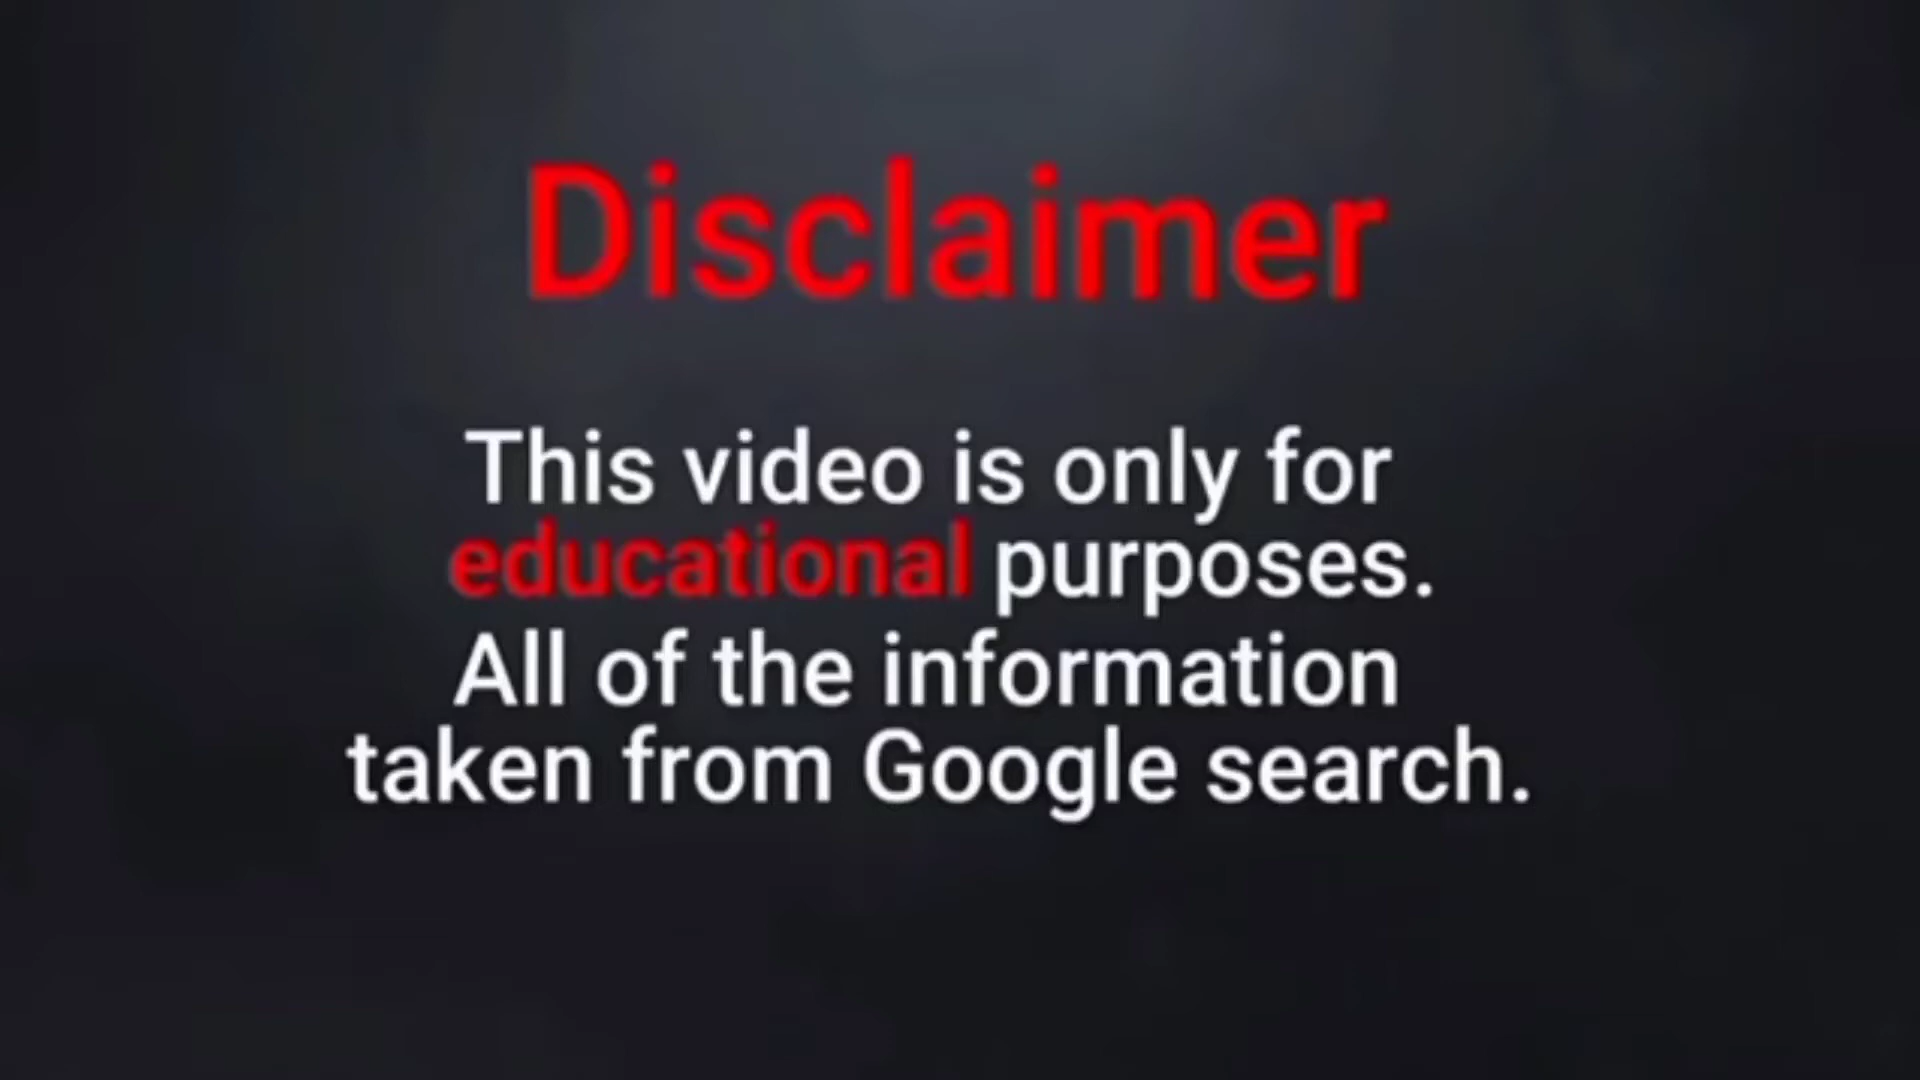 Disclaimer
This video is only for
educational purposes.
All of the information
taken from Google search.